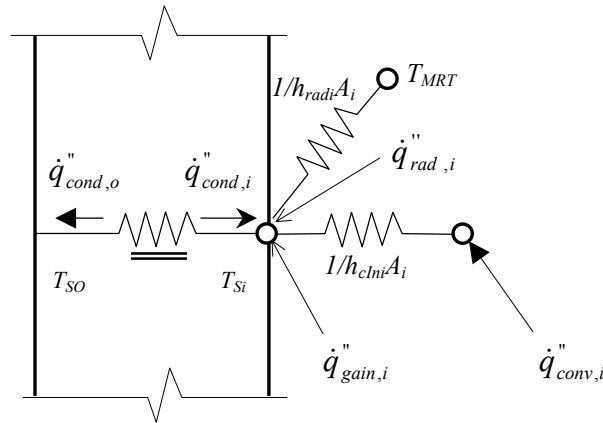 T_MRT
1/h_radi A_i
q̇"_cond,o
q̇"_cond,i
q̇''_rad,i
T_SO
T_Si
1/h_cIni A_i
q̇"_gain,i
q̇"_conv,i